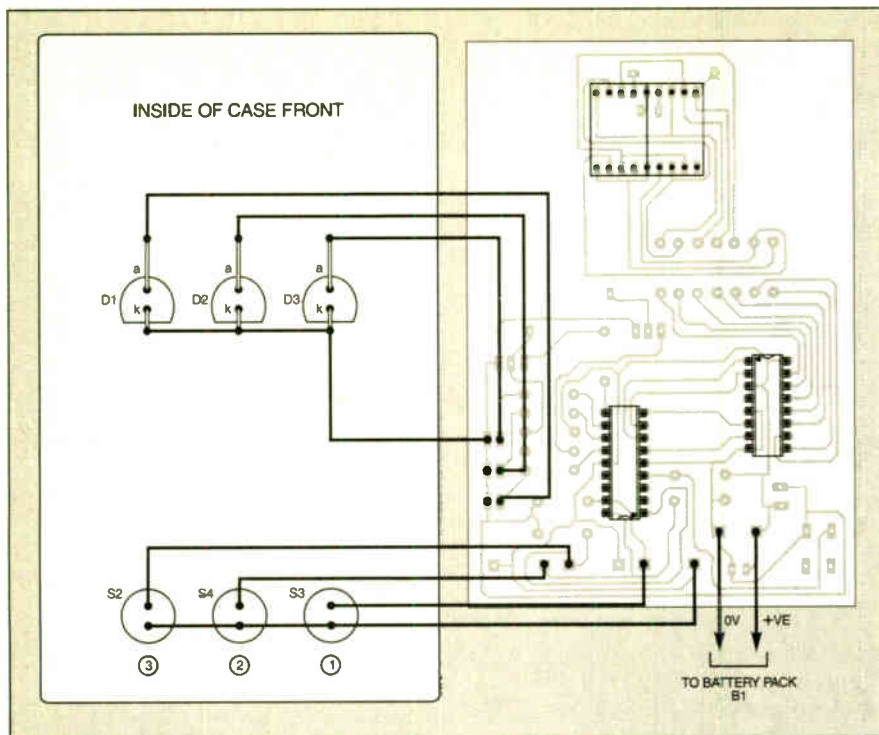 INSIDE OF CASE FRONT
a
a
a
D1
D2
D3
k
k
k
S2
S4
S3
3
2
1
0V
+VE
TO BATTERY PACK
B1